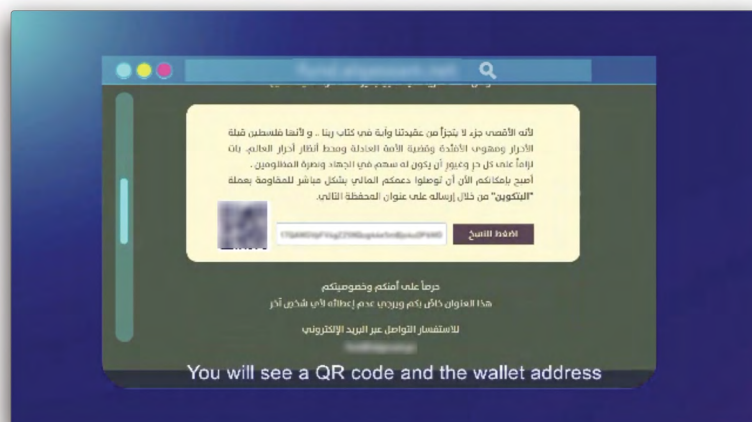 لأنه الأقصى جزء لا يتجزأ من عقيدتنا وآية في كتاب ربنا .. و لأنها فلسطين قبلة
الأحرار ومهوى الأفئدة وقضية الأمة العادلة ومحط أنظار أحرار العالم، بات
لزاماً على كل حر وغيور أن يكون له سهم في الجهاد ونصرة المظلومين .
أصبح بإمكانكم الآن أن توصلوا دعمكم المالي بشكل مباشر للمقاومة بعملة
"البتكوين" من خلال إرساله على عنوان المحفظة التالي.
اضغط للنسخ
حرصاً على أمنكم وخصوصيتكم
هذا العنوان خاصّ بكم ويرجى عدم إعطائه لأي شخص آخر
للاستفسار التواصل عبر البريد الإلكتروني
You will see a QR code and the wallet address